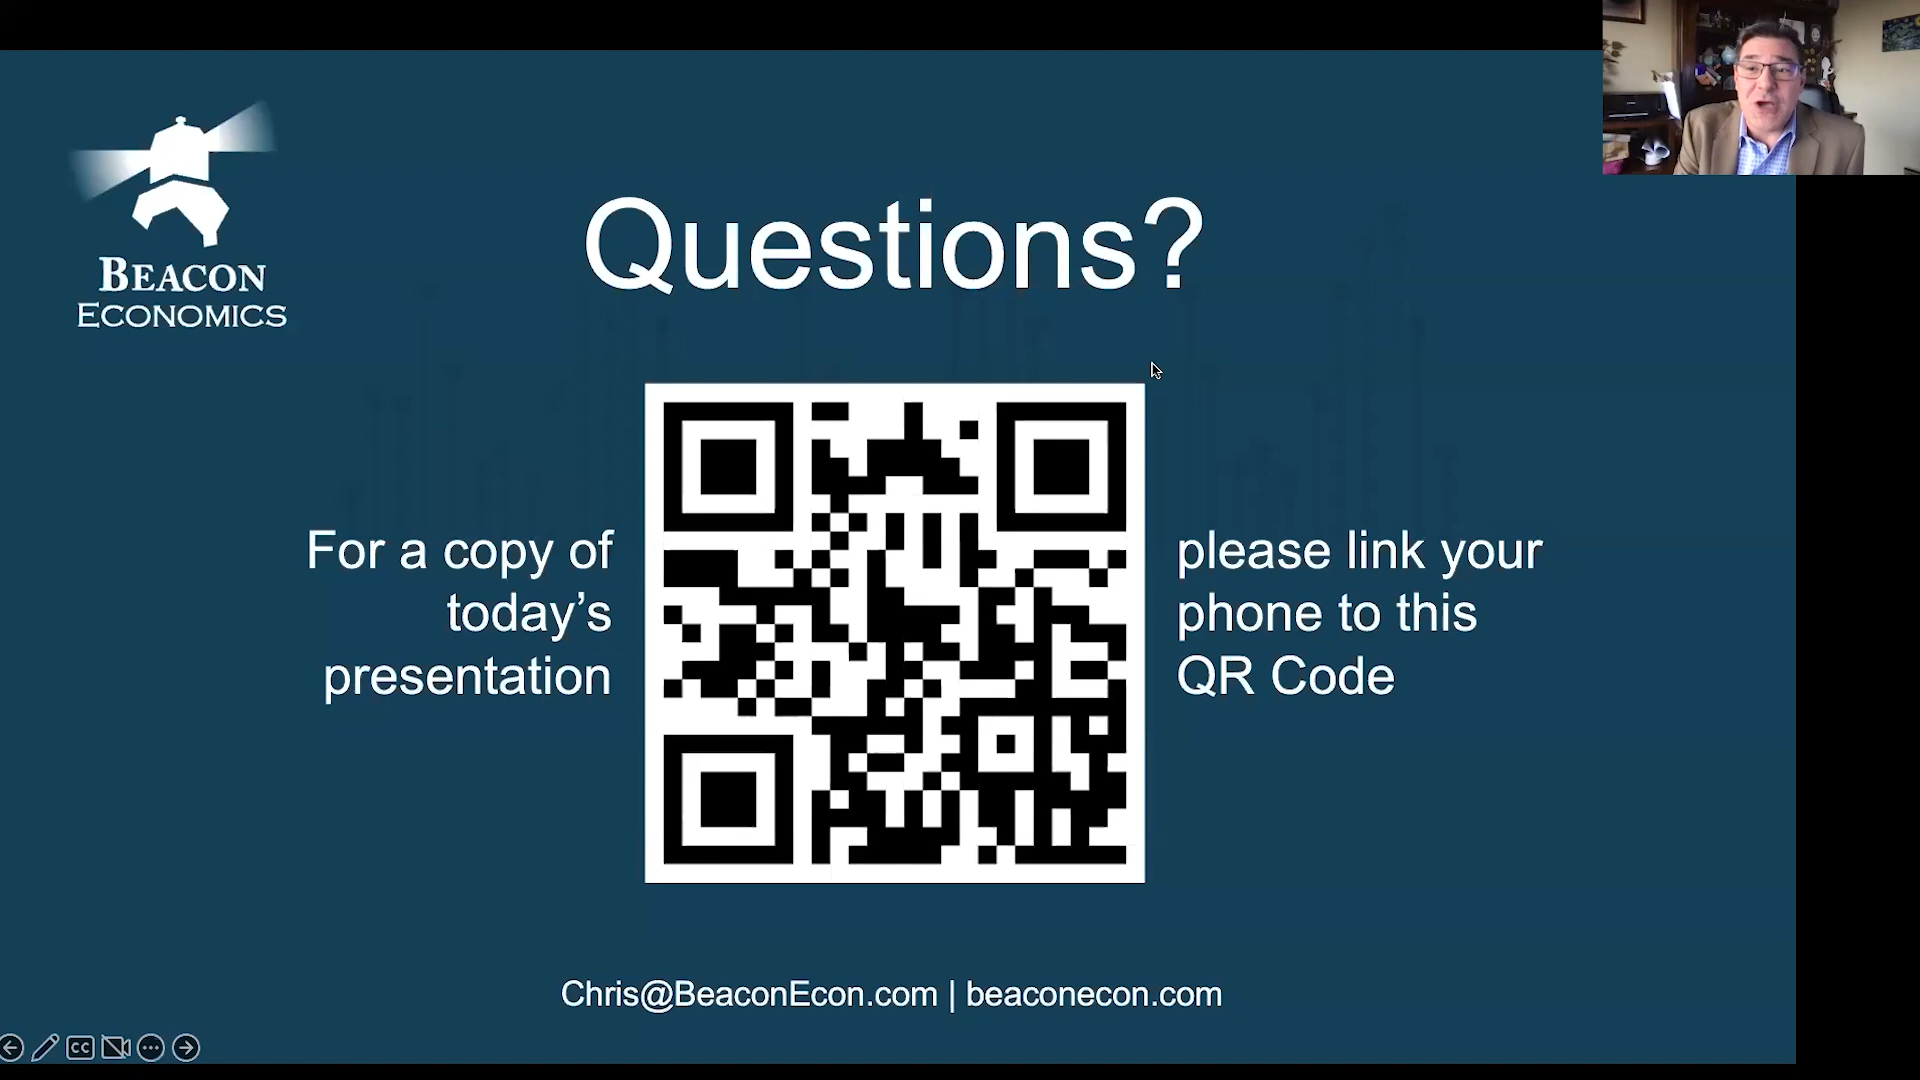 BEACON
ECONOMICS
Questions?
For a copy of
today’s
presentation
please link your
phone to this
QR Code
Chris@BeaconEcon.com | beaconecon.com
CC